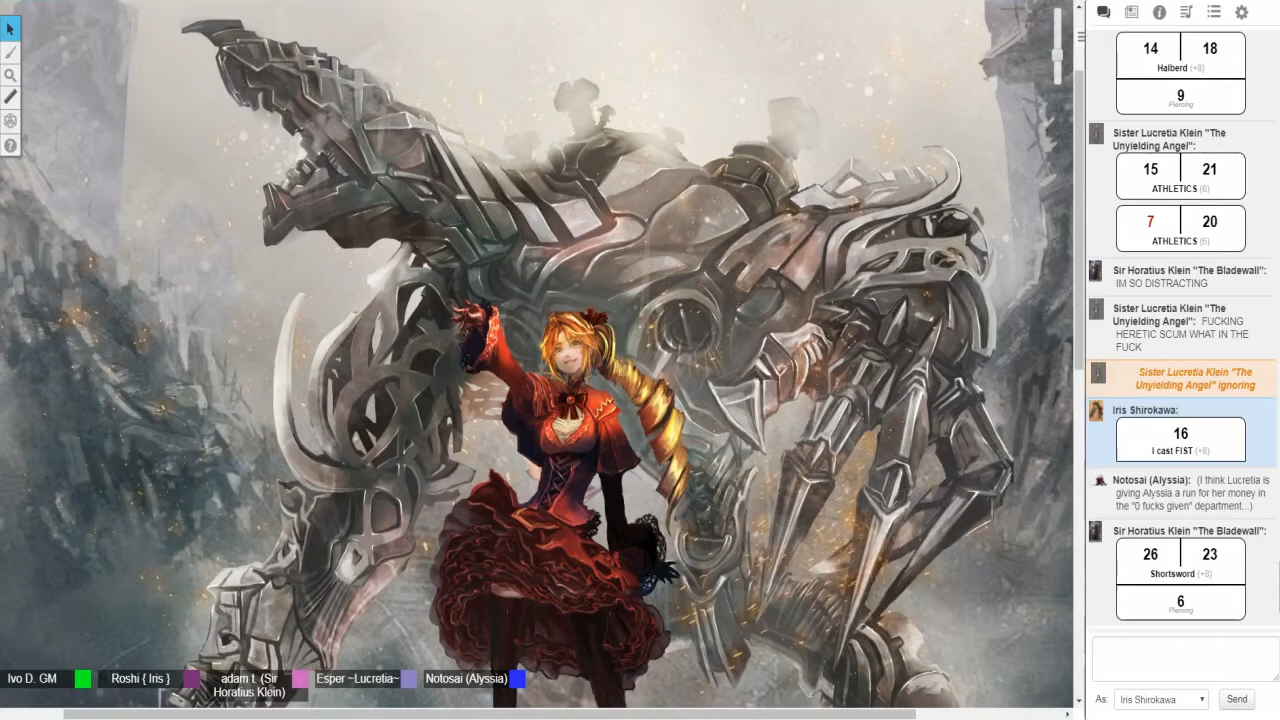 14 18
Halberd (+8)
9
Piercing
Sister Lucretia Klein "The
Unyielding Angel":
15 21
ATHLETICS (6)
7 20
ATHLETICS (6)
Sir Horatius Klein "The Bladewall":
IM SO DISTRACTING
Sister Lucretia Klein "The
Unyielding Angel": FUCKING
HERETIC SCUM WHAT IN THE
FUCK
Sister Lucretia Klein "The
Unyielding Angel" ignoring
Iris Shirokawa:
16
I cast FIST (+8)
Notosai (Alyssia): (I think Lucretia is
giving Alyssia a run for her money in
the "0 fucks given" department...)
Sir Horatius Klein "The Bladewall":
26 23
Shortsword (+8)
6
Piercing
As: Iris Shirokawa Send
Ivo D. GM
Roshi { Iris }
adam t. (Sir
Horatius Klein)
Esper ~Lucretia~
Notosai (Alyssia)